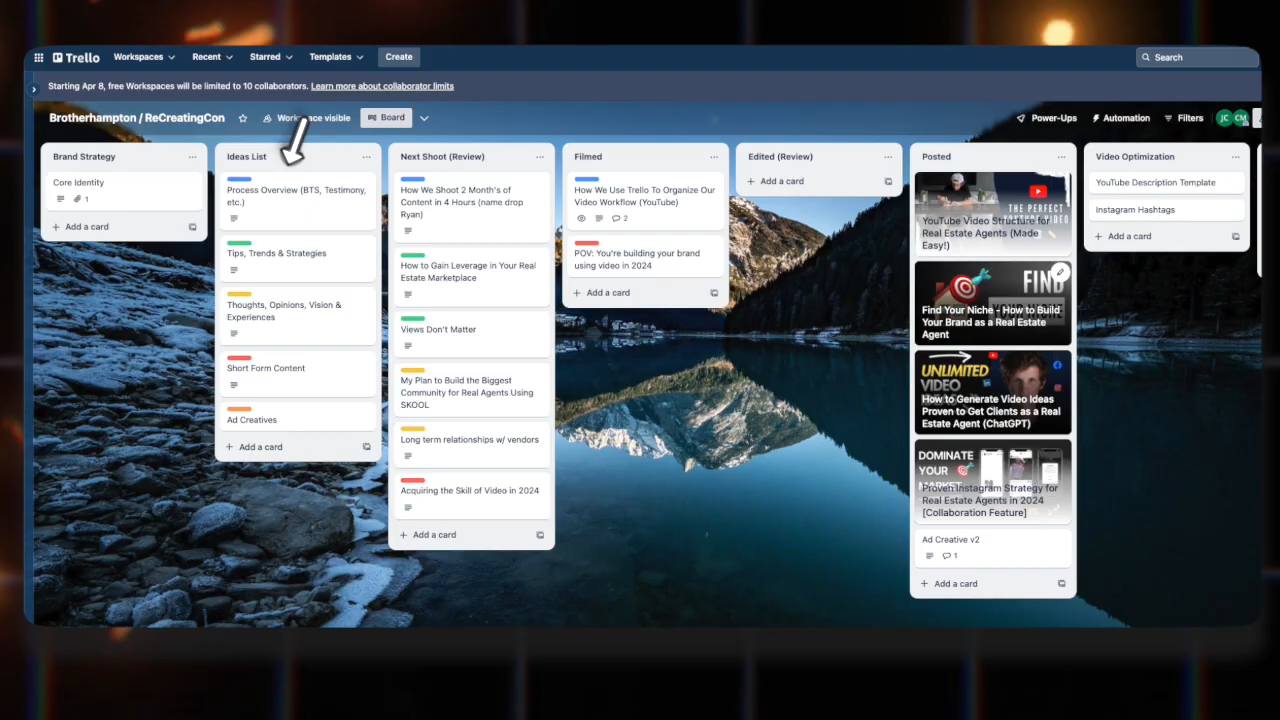 Trello
Workspaces
Recent
Starred
Templates
Create
Search
Starting Apr 8, free Workspaces will be limited to 10 collaborators. Learn more about collaborator limits
Brotherhampton / ReCreatingCon
Workspace visible
Board
Power-Ups
Automation
Filters
JC
CM
Brand Strategy
Core Identity
1
Add a card
Ideas List
Process Overview (BTS, Testimony,
etc.)
Tips, Trends & Strategies
Thoughts, Opinions, Vision &
Experiences
Short Form Content
Ad Creatives
Add a card
Next Shoot (Review)
How We Shoot 2 Month's of
Content in 4 Hours (name drop
Ryan)
How to Gain Leverage in Your Real
Estate Marketplace
Views Don't Matter
My Plan to Build the Biggest
Community for Real Agents Using
SKOOL
Long term relationships w/ vendors
Acquiring the Skill of Video in 2024
Add a card
Filmed
How We Use Trello To Organize Our
Video Workflow (YouTube)
2
POV: You're building your brand
using video in 2024
Add a card
Edited (Review)
Add a card
Posted
THE PERFECT
YouTube Video Structure for
Real Estate Agents (Made
Easy!)
FIND
Find Your Niche - How to Build
Your Brand as a Real Estate
Agent
UNLIMITED
VIDEO
How to Generate Video Ideas
Proven to Get Clients as a Real
Estate Agent (ChatGPT)
DOMINATE
YOUR
Proven Instagram Strategy for
Real Estate Agents in 2024
[Collaboration Feature]
Ad Creative v2
1
Add a card
Video Optimization
YouTube Description Template
Instagram Hashtags
Add a card